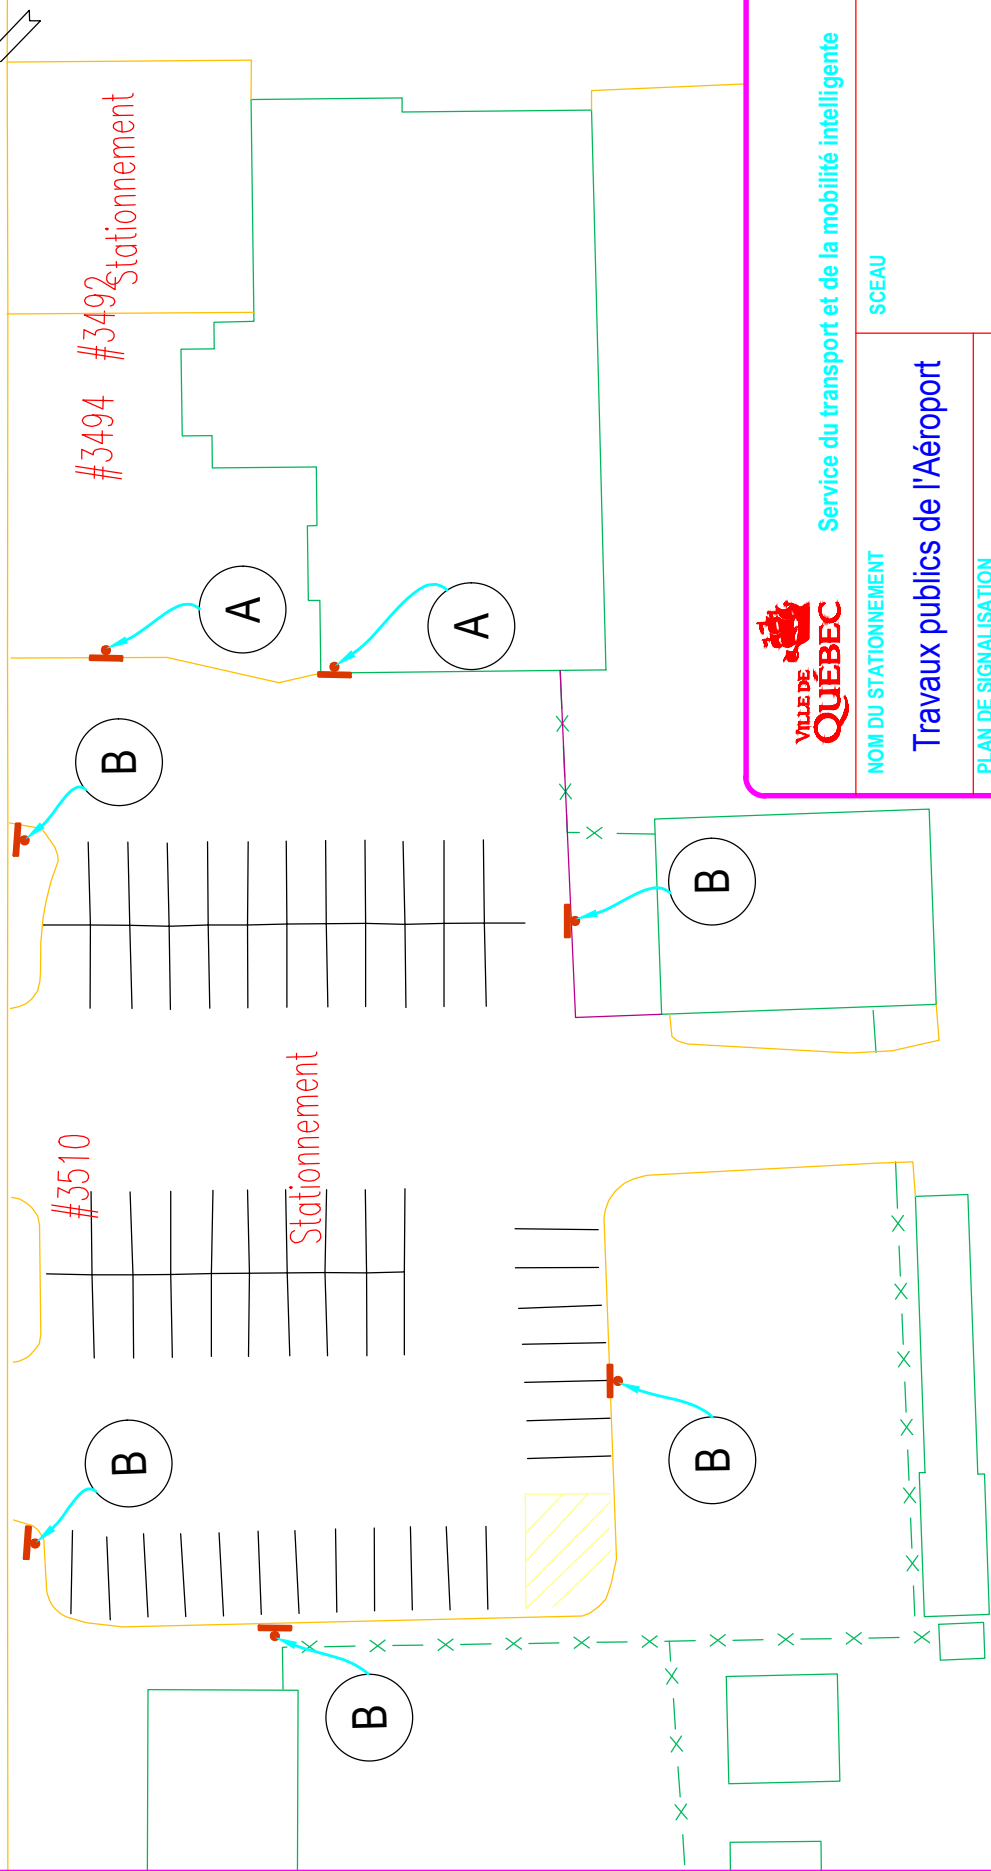 #3510
Stationnement
#3494
#3492
Stationnement
B
B
B
B
B
A
A
VILLE DE
QUÉBEC
Service du transport et de la mobilité intelligente
NOM DU STATIONNEMENT
SCEAU
Travaux publics de l'Aéroport
PLAN DE SIGNALISATION